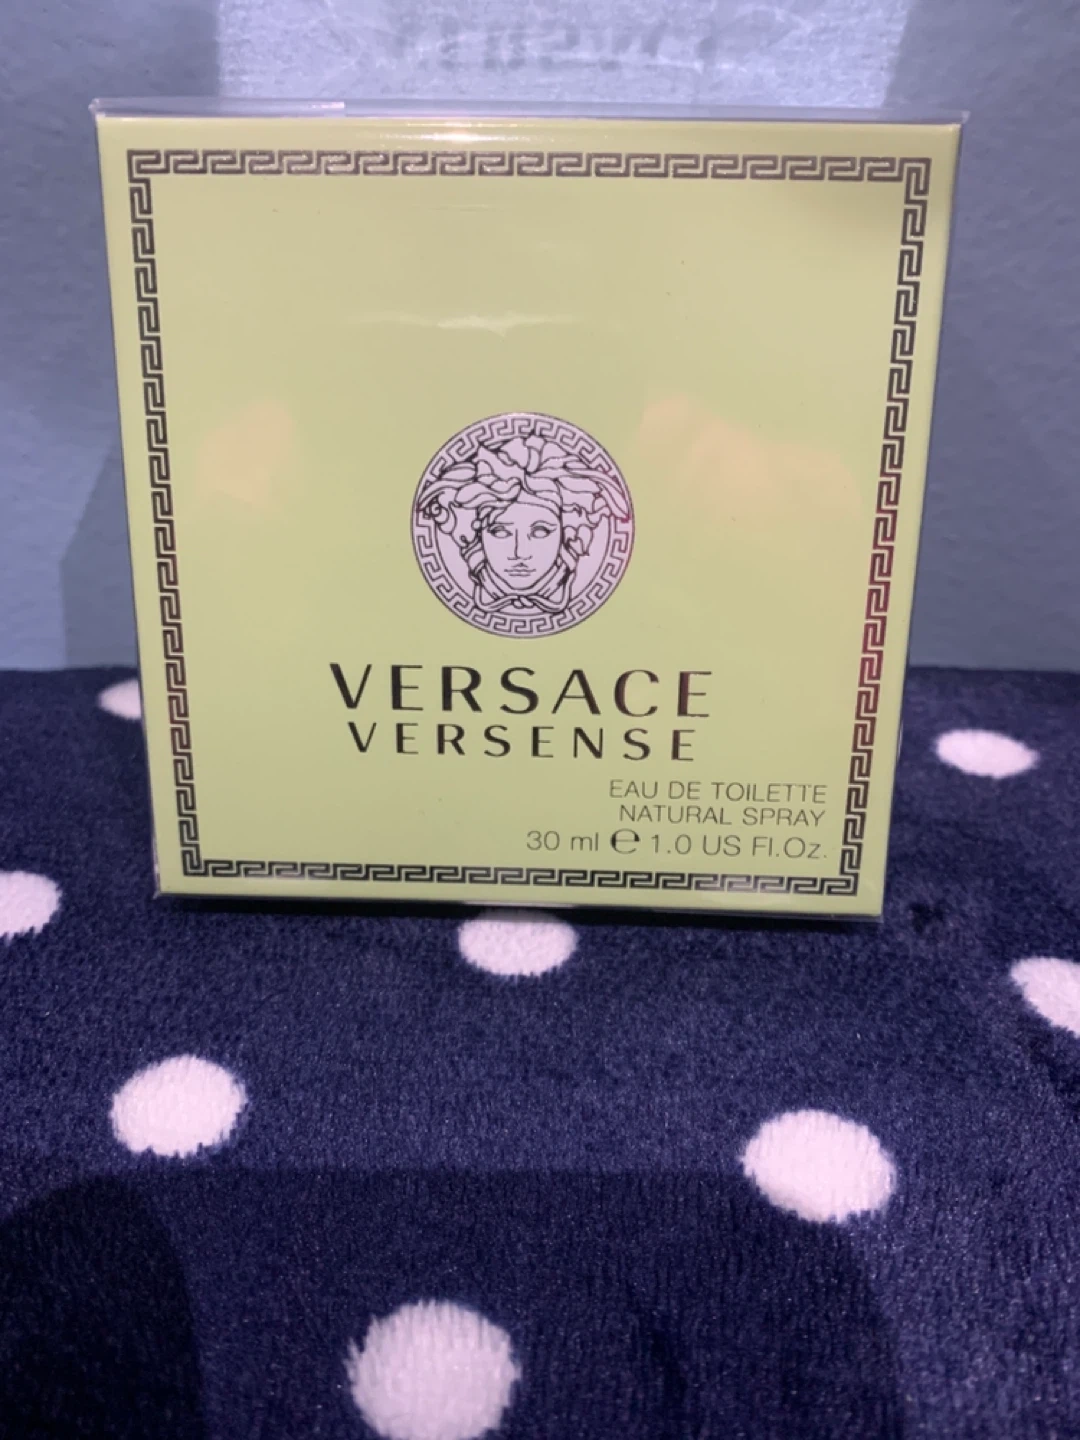 VERSACE
VERSENSE
EAU DE TOILETTE
NATURAL SPRAY
30 ml ℮ 1.0 US Fl.Oz.